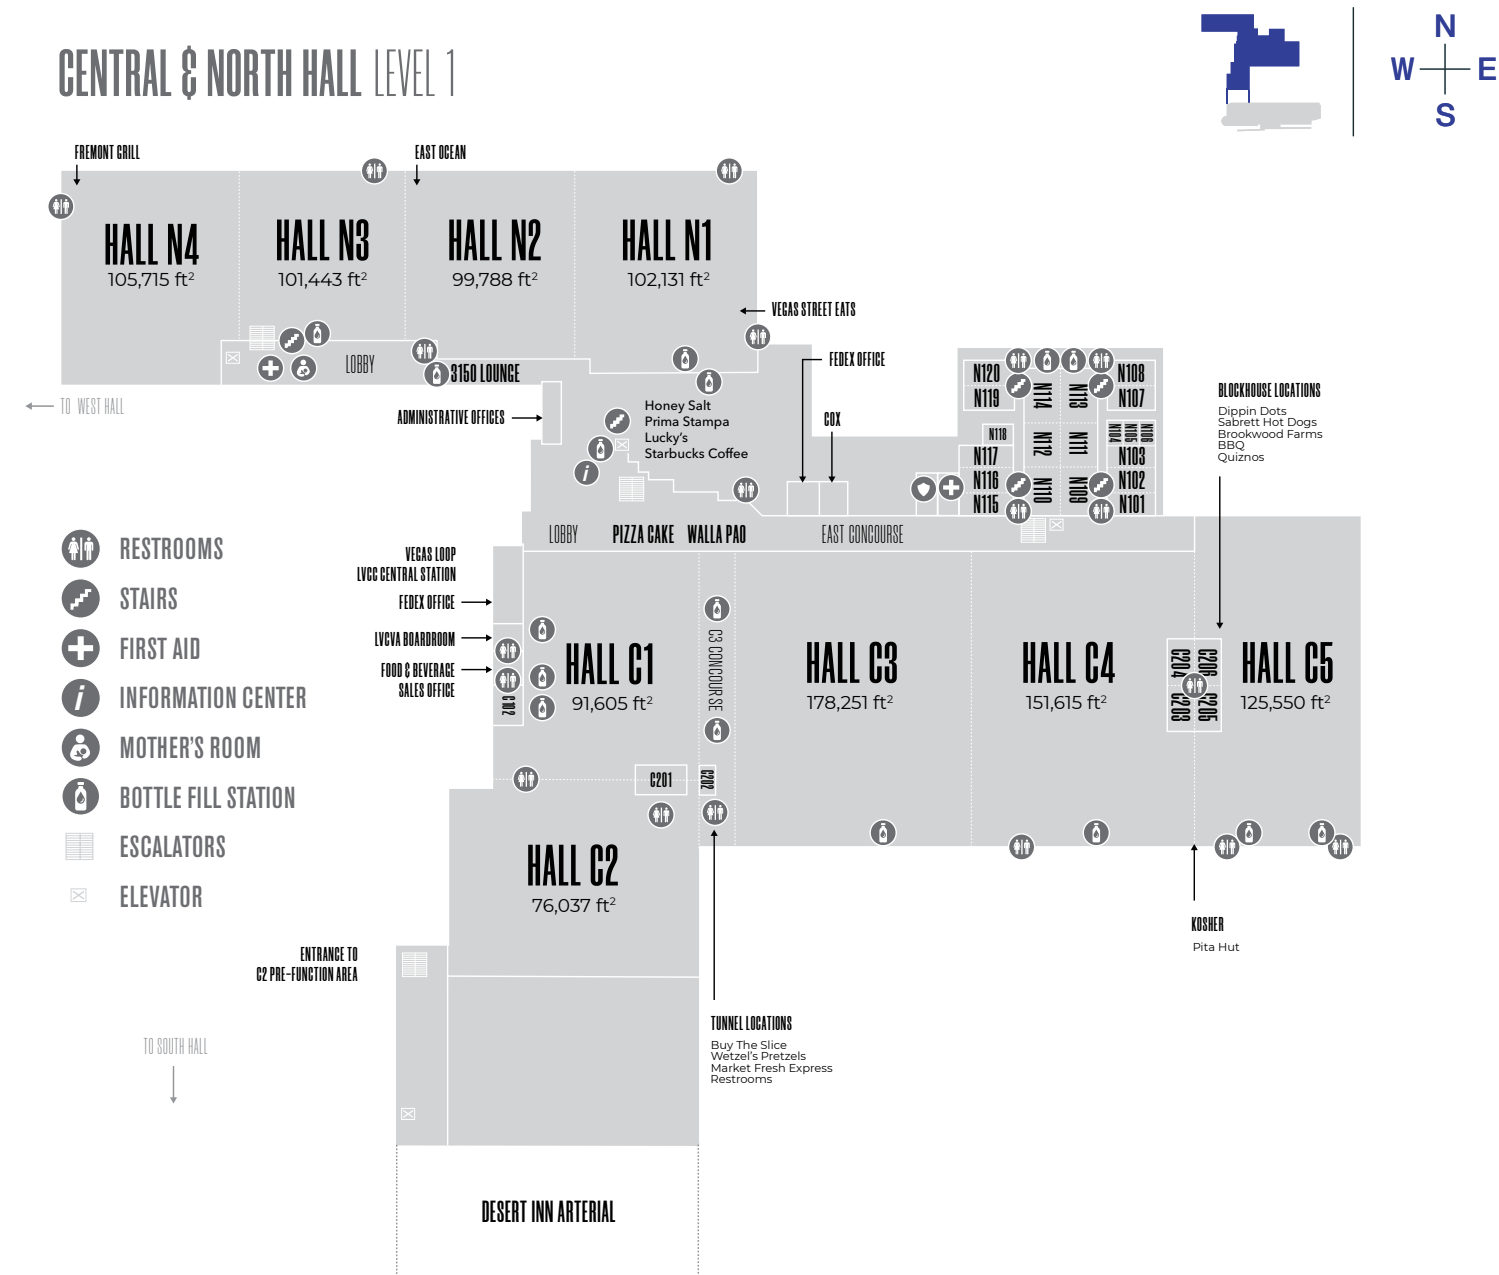 CENTRAL & NORTH HALL LEVEL 1
N
W E
S
FREMONT GRILL
EAST OCEAN
HALL N4
105,715 ft²
HALL N3
101,443 ft²
HALL N2
99,788 ft²
HALL N1
102,131 ft²
VEGAS STREET EATS
LOBBY
3150 LOUNGE
TO WEST HALL
ADMINISTRATIVE OFFICES
Honey Salt
Prima Stampa
Lucky's
Starbucks Coffee
FEDEX OFFICE
COX
N120
N119
N118
N117
N116
N115
N114
N112
N110
N113
N111
N109
N108
N107
N104
N105
N106
N103
N102
N101
BLOCKHOUSE LOCATIONS
Dippin Dots
Sabrett Hot Dogs
Brookwood Farms
BBQ
Quiznos
LOBBY
PIZZA CAKE
WALLA PAO
EAST CONCOURSE
RESTROOMS
STAIRS
FIRST AID
INFORMATION CENTER
MOTHER'S ROOM
BOTTLE FILL STATION
ESCALATORS
ELEVATOR
VEGAS LOOP
LVCC CENTRAL STATION
FEDEX OFFICE
LVCVA BOARDROOM
FOOD & BEVERAGE
SALES OFFICE
C102
HALL C1
91,605 ft²
C3 CONCOURSE
HALL C3
178,251 ft²
HALL C4
151,615 ft²
C204
C206
C203
C205
HALL C5
125,550 ft²
C201
C202
HALL C2
76,037 ft²
KOSHER
Pita Hut
ENTRANCE TO
C2 PRE-FUNCTION AREA
TUNNEL LOCATIONS
Buy The Slice
Wetzel's Pretzels
Market Fresh Express
Restrooms
TO SOUTH HALL
DESERT INN ARTERIAL